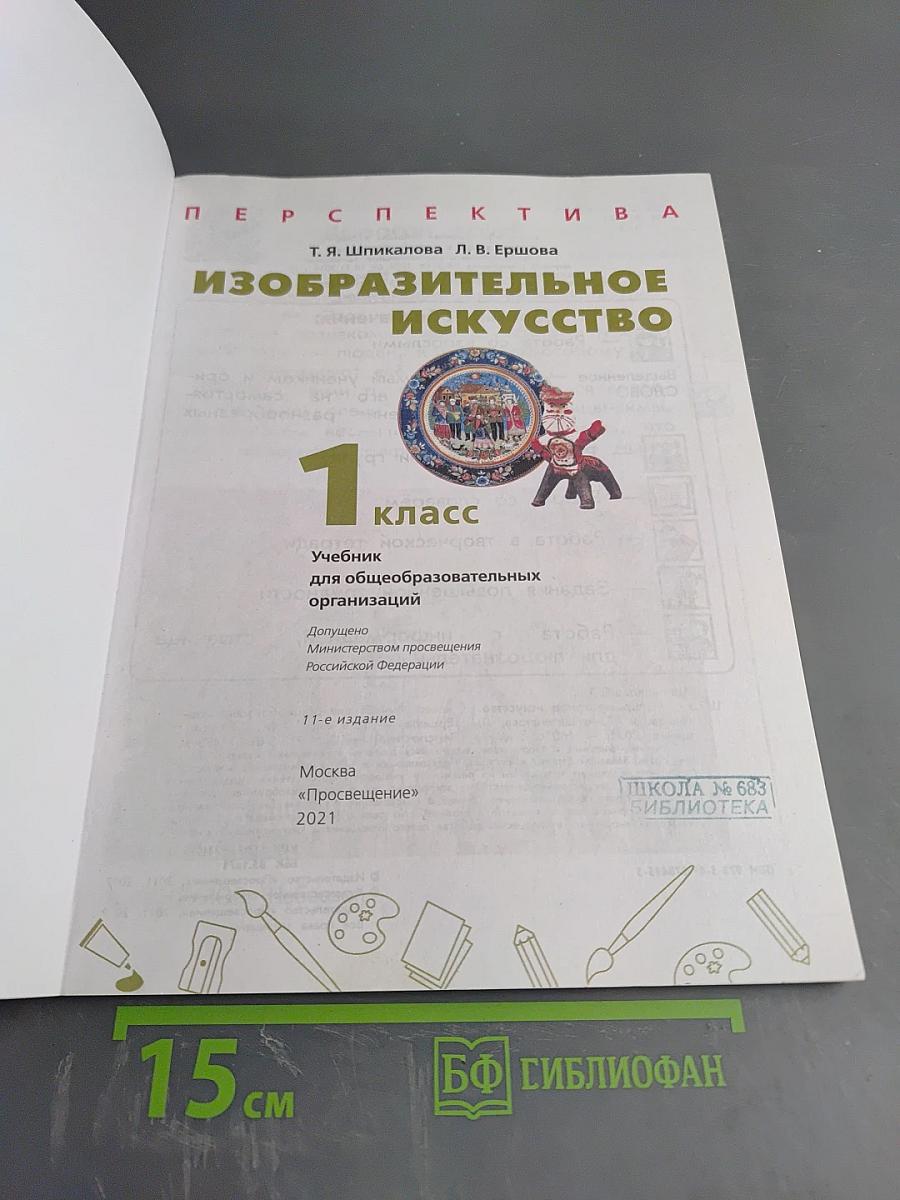 ПЕРСПЕКТИВА
Т. Я. Шпикалова Л. В. Ершова
ИЗОБРАЗИТЕЛЬНОЕ
ИСКУССТВО
1 класс
Учебник
для общеобразовательных
организаций
Допущено
Министерством просвещения
Российской Федерации
11-е издание
Москва
«Просвещение»
2021
ШКОЛА № 683
БИБЛИОТЕКА
15 см
БФ БИБЛИОФАН